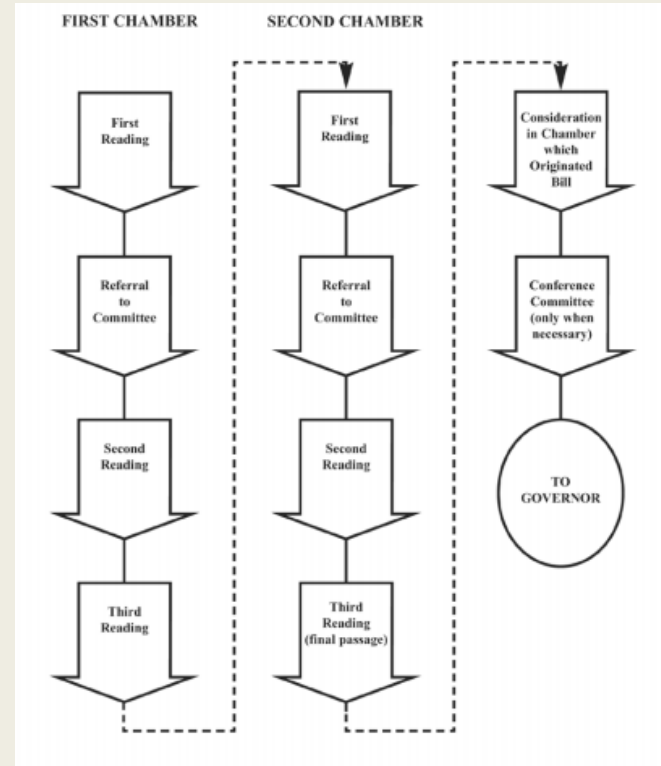 FIRST CHAMBER
First
Reading
Referral
to
Committee
Second
Reading
Third
Reading
SECOND CHAMBER
First
Reading
Referral
to
Committee
Second
Reading
Third
Reading
(final passage)
Consideration
in Chamber
which
Originated
Bill
Conference
Committee
(only when
necessary)
TO
GOVERNOR